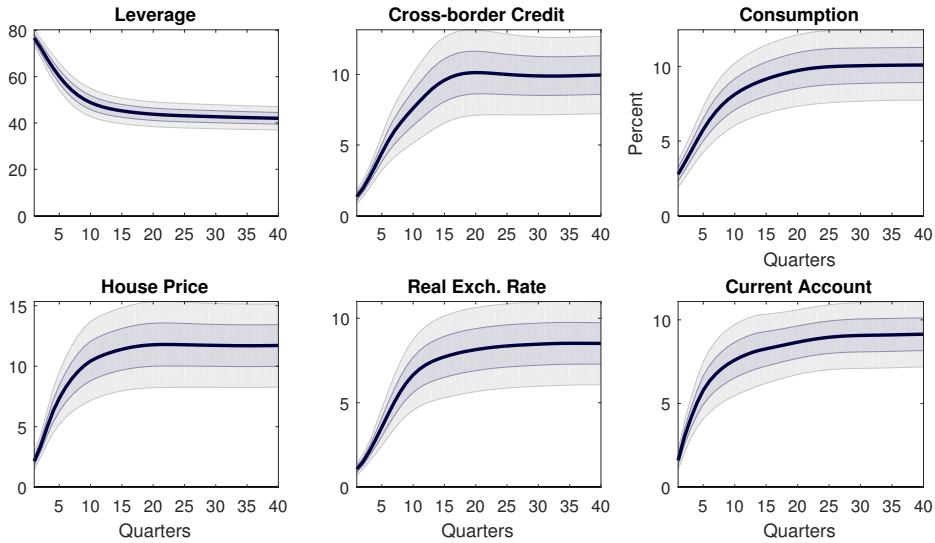 Leverage
80
60
40
20
0
5 10 15 20 25 30 35 40
Cross-border Credit
10
5
0
5 10 15 20 25 30 35 40
Consumption
Percent
10
5
0
5 10 15 20 25 30 35 40
Quarters
House Price
15
10
5
0
5 10 15 20 25 30 35 40
Quarters
Real Exch. Rate
10
5
0
5 10 15 20 25 30 35 40
Quarters
Current Account
10
5
0
5 10 15 20 25 30 35 40
Quarters